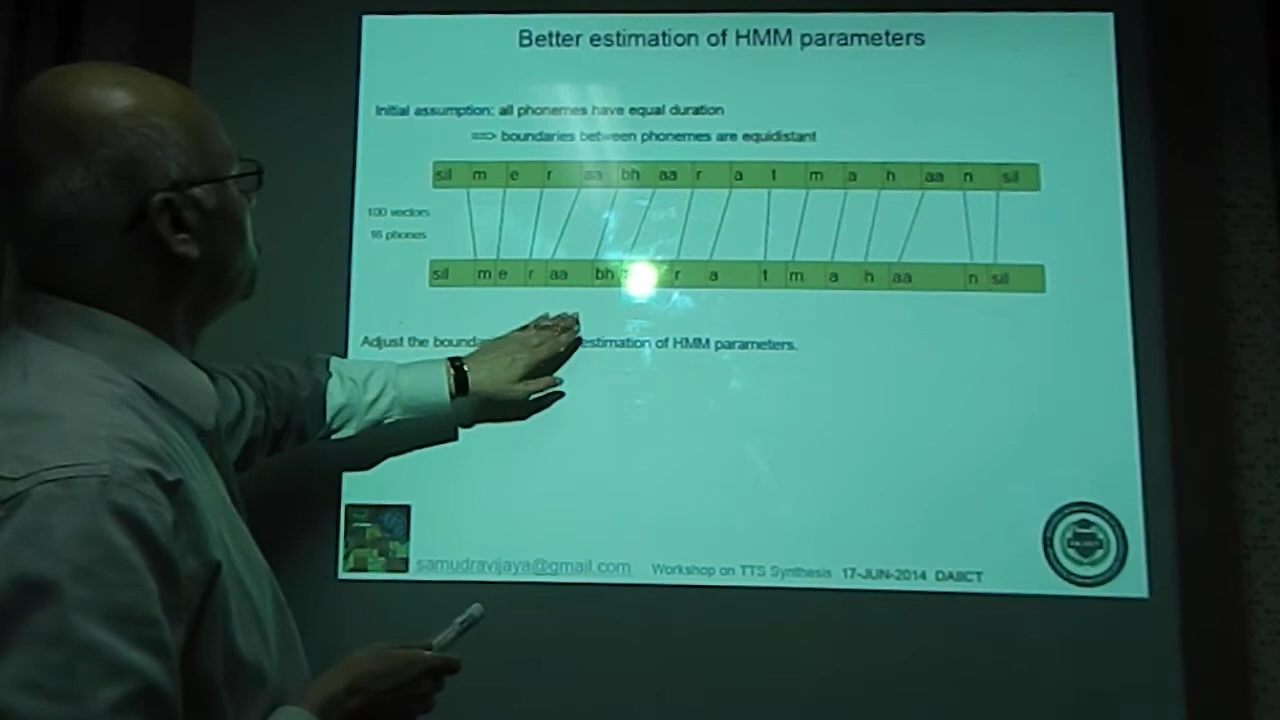 Better estimation of HMM parameters
Initial assumption: all phonemes have equal duration
==> boundaries between phonemes are equidistant
sil m e r aa bh aa r a t m a h aa n sil
100 vectors
16 phones
sil m e r aa bh r a t m a h aa n sil
Adjust the estimation of HMM parameters.
samudravijaya@gmail.com Workshop on TTS Synthesis 17-JUN-2014 DAIICT